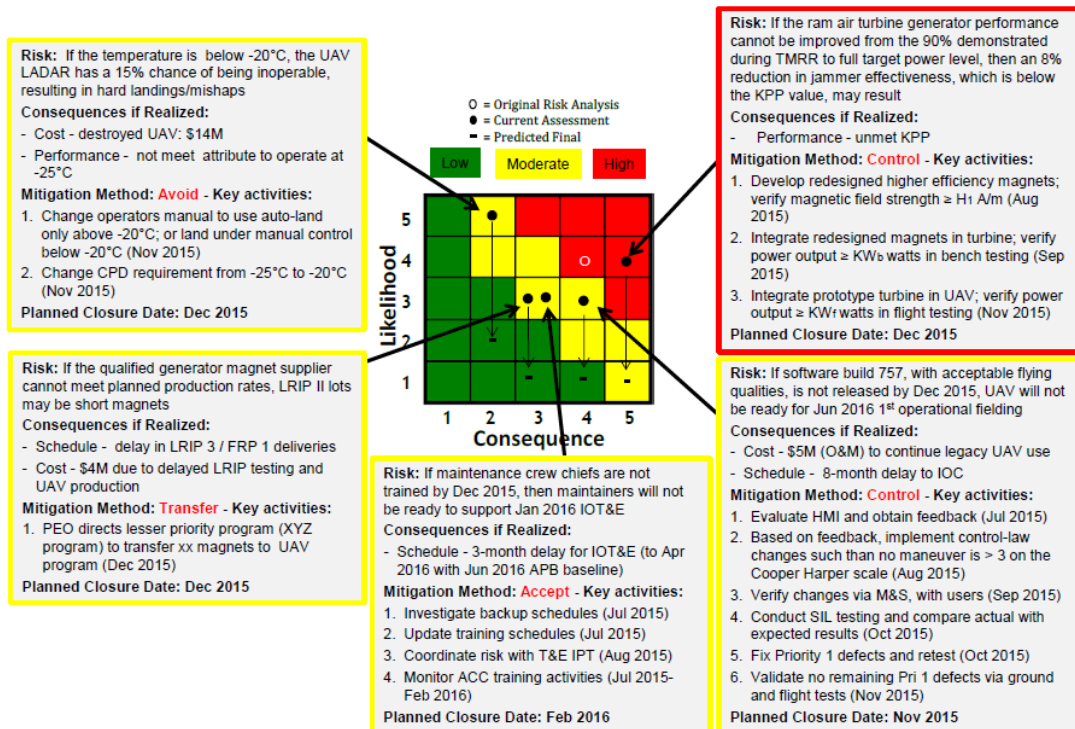 Risk: If the temperature is below -20°C, the UAV
LADAR has a 15% chance of being inoperable,
resulting in hard landings/mishaps
Consequences if Realized:
- Cost - destroyed UAV: $14M
- Performance - not meet attribute to operate at
-25°C
Mitigation Method: Avoid - Key activities:
1. Change operators manual to use auto-land
only above -20°C; or land under manual control
below -20°C (Nov 2015)
2. Change CPD requirement from -25°C to -20°C
(Nov 2015)
Planned Closure Date: Dec 2015
Risk: If the qualified generator magnet supplier
cannot meet planned production rates, LRIP II lots
may be short magnets
Consequences if Realized:
- Schedule - delay in LRIP 3 / FRP 1 deliveries
- Cost - $4M due to delayed LRIP testing and
UAV production
Mitigation Method: Transfer - Key activities:
1. PEO directs lesser priority program (XYZ
program) to transfer xx magnets to UAV
program (Dec 2015)
Planned Closure Date: Dec 2015
O = Original Risk Analysis
● = Current Assessment
- = Predicted Final
Low Moderate High
Likelihood
5
4
O
3
2
1
1 2 3 4 5
Consequence
Risk: If maintenance crew chiefs are not
trained by Dec 2015, then maintainers will not
be ready to support Jan 2016 IOT&E
Consequences if Realized:
- Schedule - 3-month delay for IOT&E (to Apr
2016 with Jun 2016 APB baseline)
Mitigation Method: Accept - Key activities:
1. Investigate backup schedules (Jul 2015)
2. Update training schedules (Jul 2015)
3. Coordinate risk with T&E IPT (Aug 2015)
4. Monitor ACC training activities (Jul 2015-
Feb 2016)
Planned Closure Date: Feb 2016
Risk: If the ram air turbine generator performance
cannot be improved from the 90% demonstrated
during TMRR to full target power level, then an 8%
reduction in jammer effectiveness, which is below
the KPP value, may result
Consequences if Realized:
- Performance - unmet KPP
Mitigation Method: Control - Key activities:
1. Develop redesigned higher efficiency magnets;
verify magnetic field strength ≥ H1 A/m (Aug
2015)
2. Integrate redesigned magnets in turbine; verify
power output ≥ KWb watts in bench testing (Sep
2015)
3. Integrate prototype turbine in UAV; verify power
output ≥ KWf watts in flight testing (Nov 2015)
Planned Closure Date: Dec 2015
Risk: If software build 757, with acceptable flying
qualities, is not released by Dec 2015, UAV will not
be ready for Jun 2016 1st operational fielding
Consequences if Realized:
- Cost - $5M (O&M) to continue legacy UAV use
- Schedule - 8-month delay to IOC
Mitigation Method: Control - Key activities:
1. Evaluate HMI and obtain feedback (Jul 2015)
2. Based on feedback, implement control-law
changes such than no maneuver is > 3 on the
Cooper Harper scale (Aug 2015)
3. Verify changes via M&S, with users (Sep 2015)
4. Conduct SIL testing and compare actual with
expected results (Oct 2015)
5. Fix Priority 1 defects and retest (Oct 2015)
6. Validate no remaining Pri 1 defects via ground
and flight tests (Nov 2015)
Planned Closure Date: Nov 2015